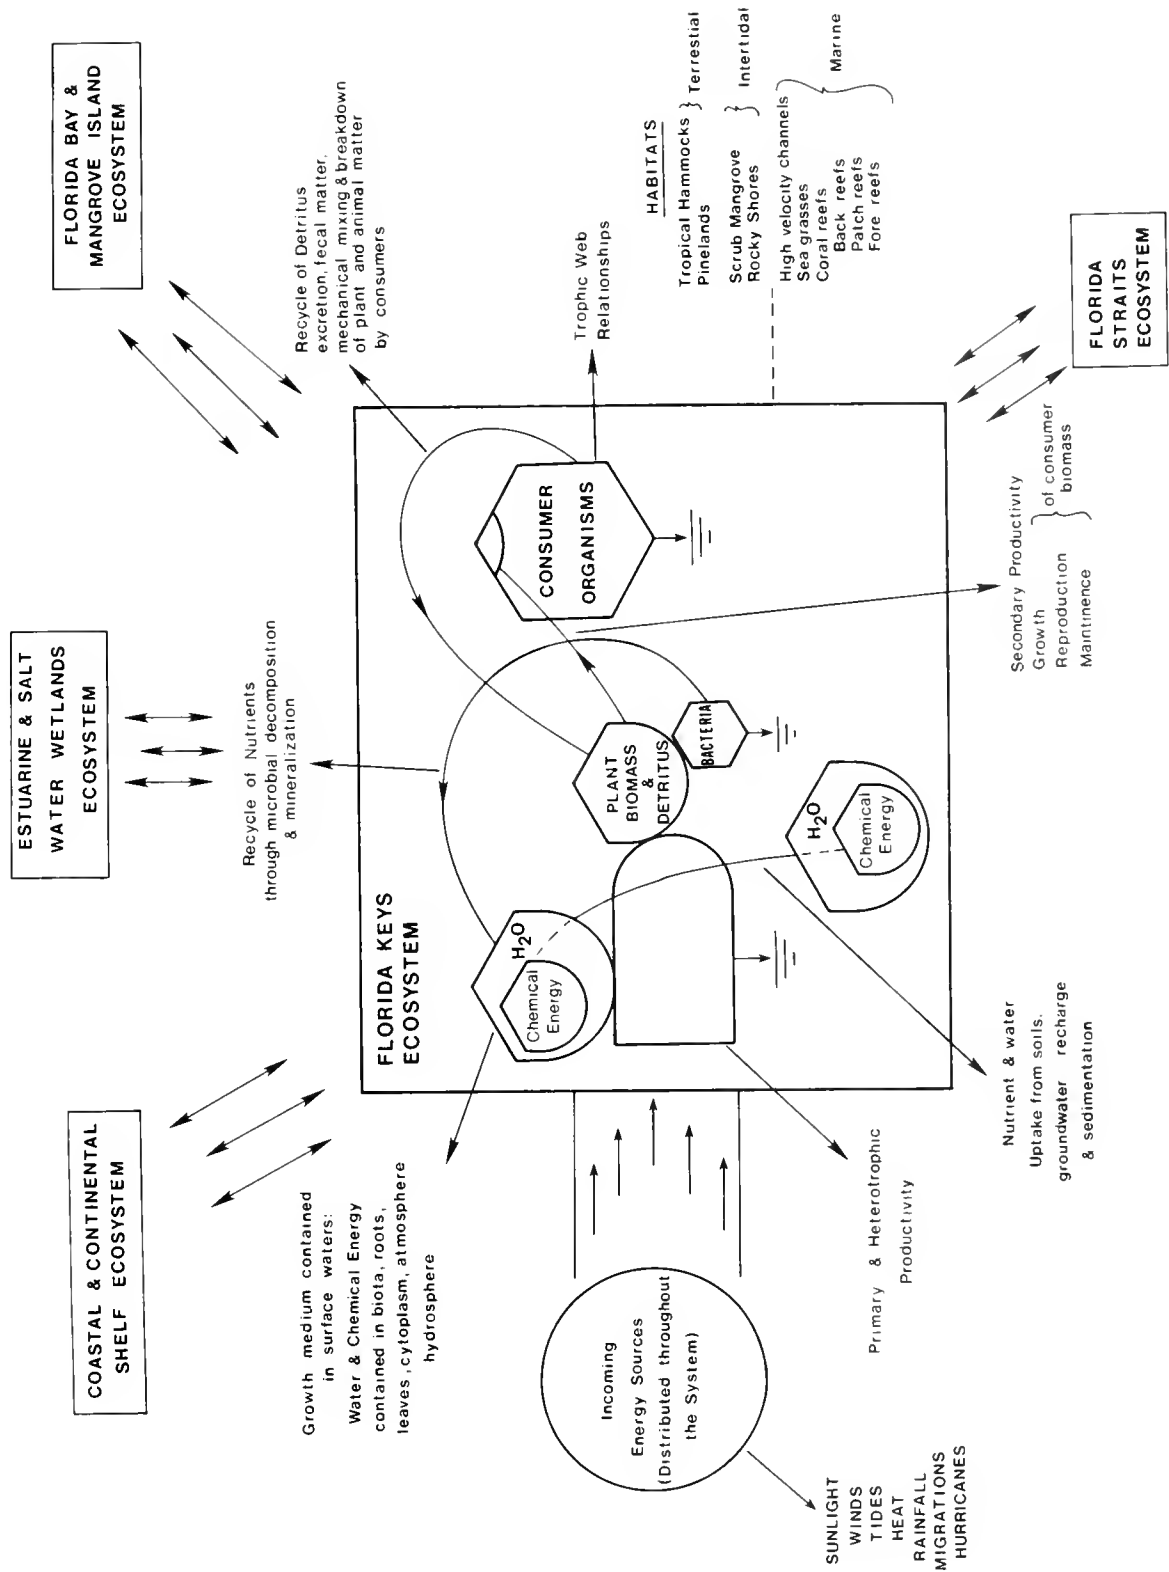 COASTAL & CONTINENTAL
SHELF ECOSYSTEM
ESTUARINE & SALT
WATER WETLANDS
ECOSYSTEM
FLORIDA BAY &
MANGROVE ISLAND
ECOSYSTEM
Growth medium contained
in surface waters:
Water & Chemical Energy
contained in biota, roots,
leaves, cytoplasm, atmosphere
hydrosphere
Recycle of Nutrients
through microbial decomposition
& mineralization
Recycle of Detritus
excretion, fecal matter,
mechanical mixing & breakdown
of plant and animal matter
by consumers
FLORIDA KEYS
ECOSYSTEM
H2O
Chemical
Energy
PLANT
BIOMASS
&
DETRITUS
BACTERIA
CONSUMER
ORGANISMS
H2O
Chemical
Energy
Trophic Web
Relationships
Incoming
Energy Sources
(Distributed throughout
the System)
SUNLIGHT
WINDS
TIDES
HEAT
RAINFALL
MIGRATIONS
HURRICANES
Primary & Heterotrophic
Productivity
Nutrient & water
Uptake from soils.
groundwater recharge
& sedimentation
Secondary Productivity
Growth
Reproduction
Maintinence
of consumer
biomass
HABITATS
Tropical Hammocks
Pinelands
Terrestial
Scrub Mangrove
Rocky Shores
Intertidal
High velocity channels
Sea grasses
Coral reefs
Back reefs
Patch reefs
Fore reefs
Marine
FLORIDA
STRAITS
ECOSYSTEM